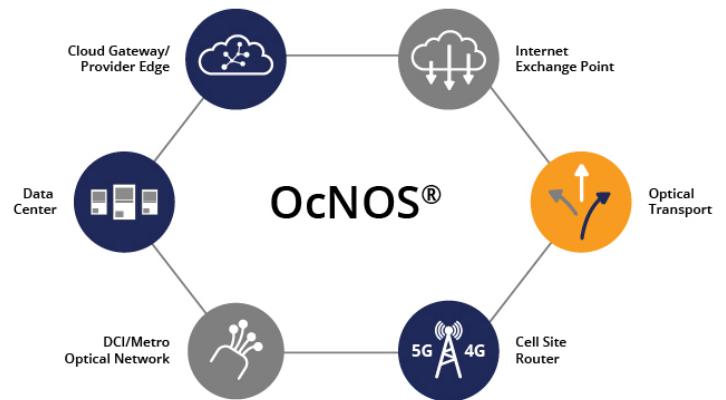 Cloud Gateway/
Provider Edge
Internet
Exchange Point
Data
Center
OcNOS®
Optical
Transport
DCI/Metro
Optical Network
5G 4G
Cell Site
Router